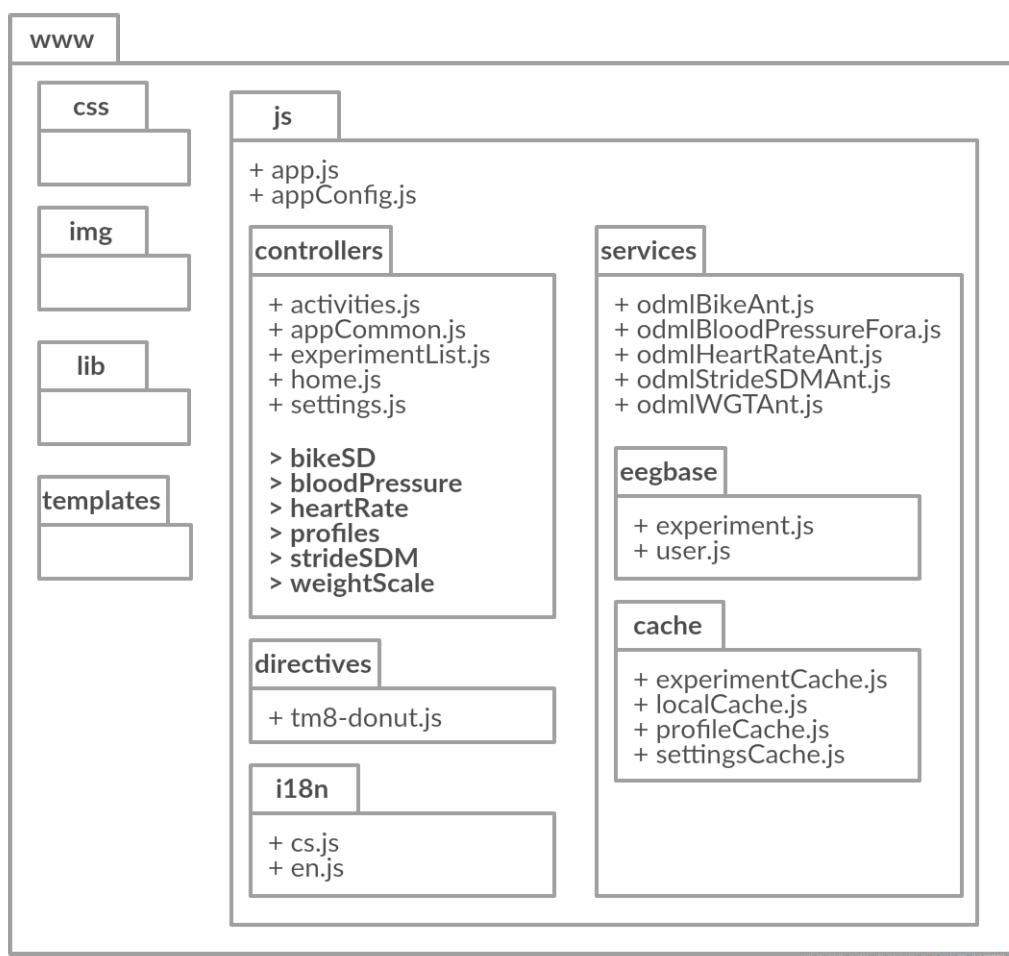 www
css
img
lib
templates
js
+ app.js
+ appConfig.js
controllers
+ activities.js
+ appCommon.js
+ experimentList.js
+ home.js
+ settings.js
> bikeSD
> bloodPressure
> heartRate
> profiles
> strideSDM
> weightScale
directives
+ tm8-donut.js
i18n
+ cs.js
+ en.js
services
+ odmlBikeAnt.js
+ odmlBloodPressureFora.js
+ odmlHeartRateAnt.js
+ odmlStrideSDMAnt.js
+ odmlWGTAnt.js
eegbase
+ experiment.js
+ user.js
cache
+ experimentCache.js
+ localCache.js
+ profileCache.js
+ settingsCache.js